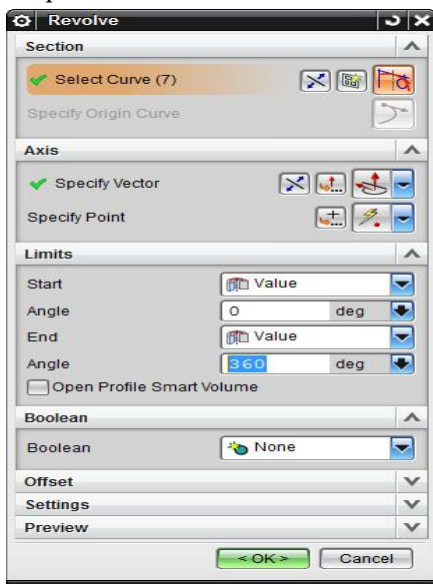 Revolve
Section
Select Curve (7)
Specify Origin Curve
Axis
Specify Vector
Specify Point
Limits
Start Value
Angle 0 deg
End Value
Angle 360 deg
Open Profile Smart Volume
Boolean
Boolean None
Offset
Settings
Preview
<OK> Cancel